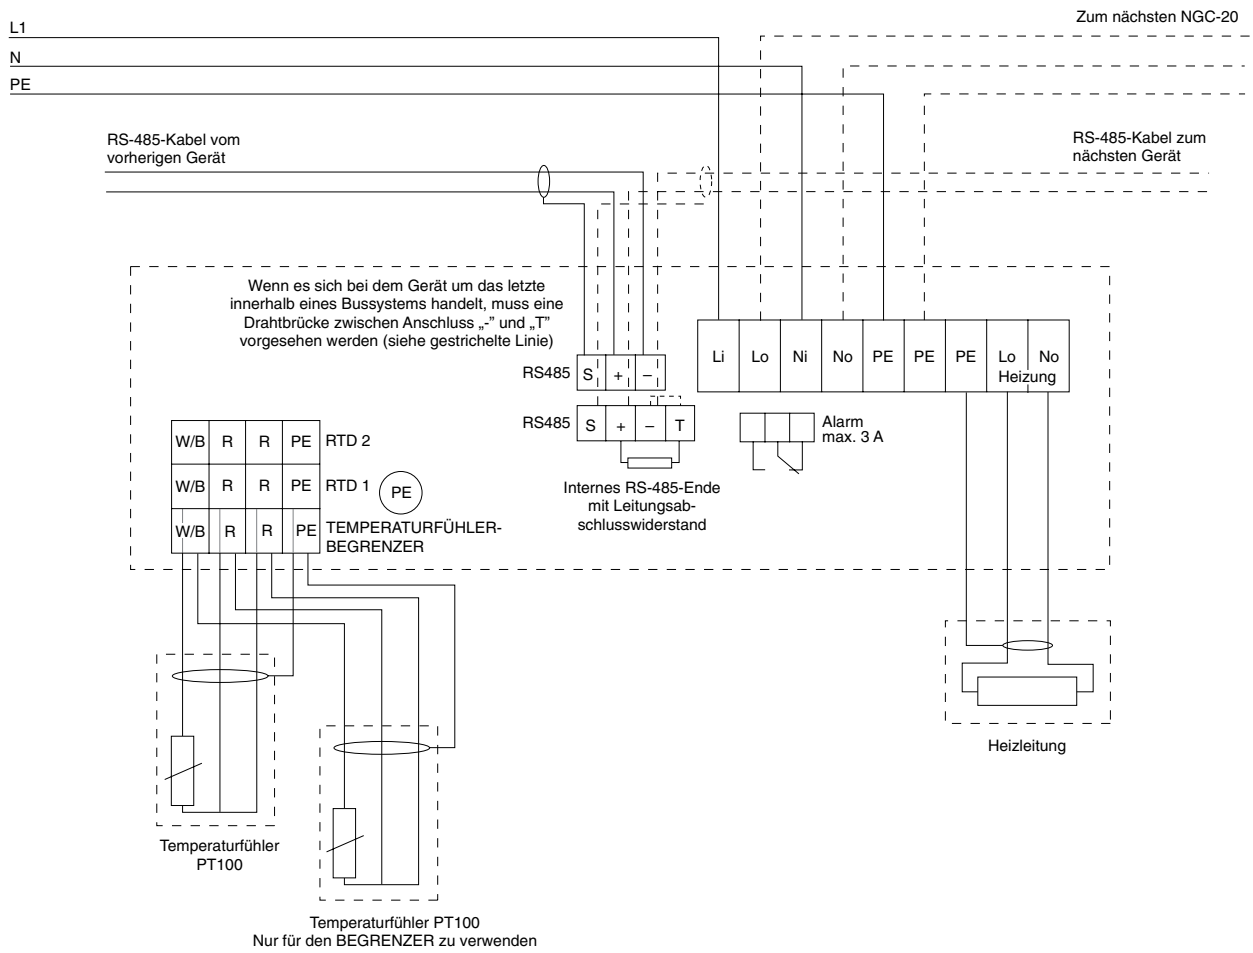 Zum nächsten NGC-20
L1
N
PE
RS-485-Kabel vom
vorherigen Gerät
RS-485-Kabel zum
nächsten Gerät
Wenn es sich bei dem Gerät um das letzte
innerhalb eines Bussystems handelt, muss eine
Drahtbrücke zwischen Anschluss „-” und „T”
vorgesehen werden (siehe gestrichelte Linie)
Li Lo Ni No PE PE PE Lo No
Heizung
RS485 S + –
RS485 S + – T
Alarm
max. 3 A
W/B R R PE RTD 2
W/B R R PE RTD 1 PE
W/B R R PE TEMPERATURFÜHLER-
BEGRENZER
Internes RS-485-Ende
mit Leitungsab-
schlusswiderstand
Heizleitung
Temperaturfühler
PT100
Temperaturfühler PT100
Nur für den BEGRENZER zu verwenden